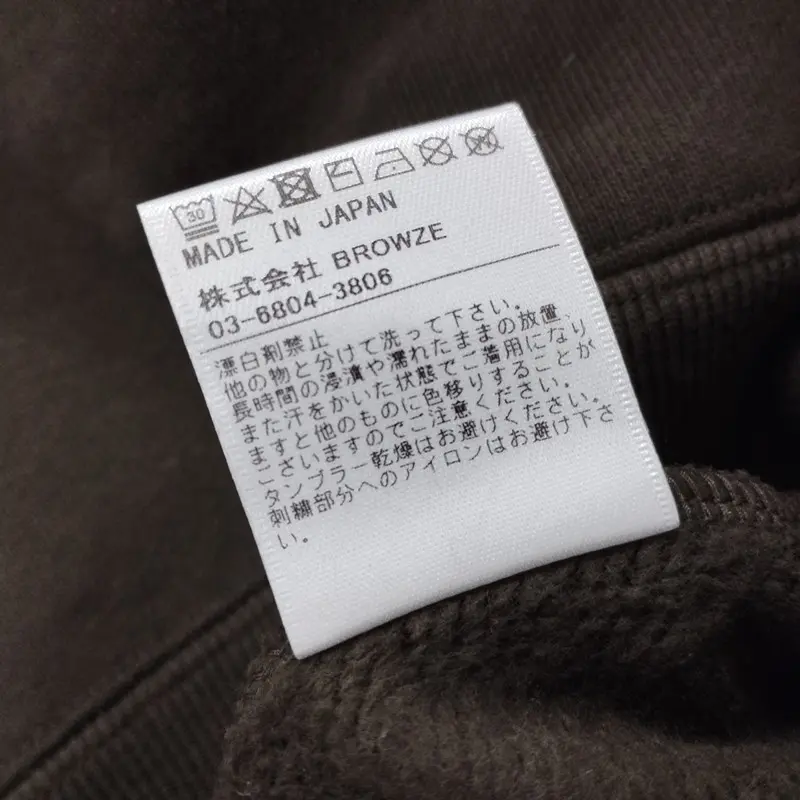 30
MADE IN JAPAN
株式会社 BROWZE
03-6804-3806
漂白剤禁止
他の物と分けて洗って下さい。
長時間の浸漬や濡れたままの放置、
また汗をかいた状態でご着用になり
ますと他のものに色移りすることが
ございますのでご注意ください。
タンブラー乾燥はお避けください。
刺繍部分へのアイロンはお避け下さ
い。